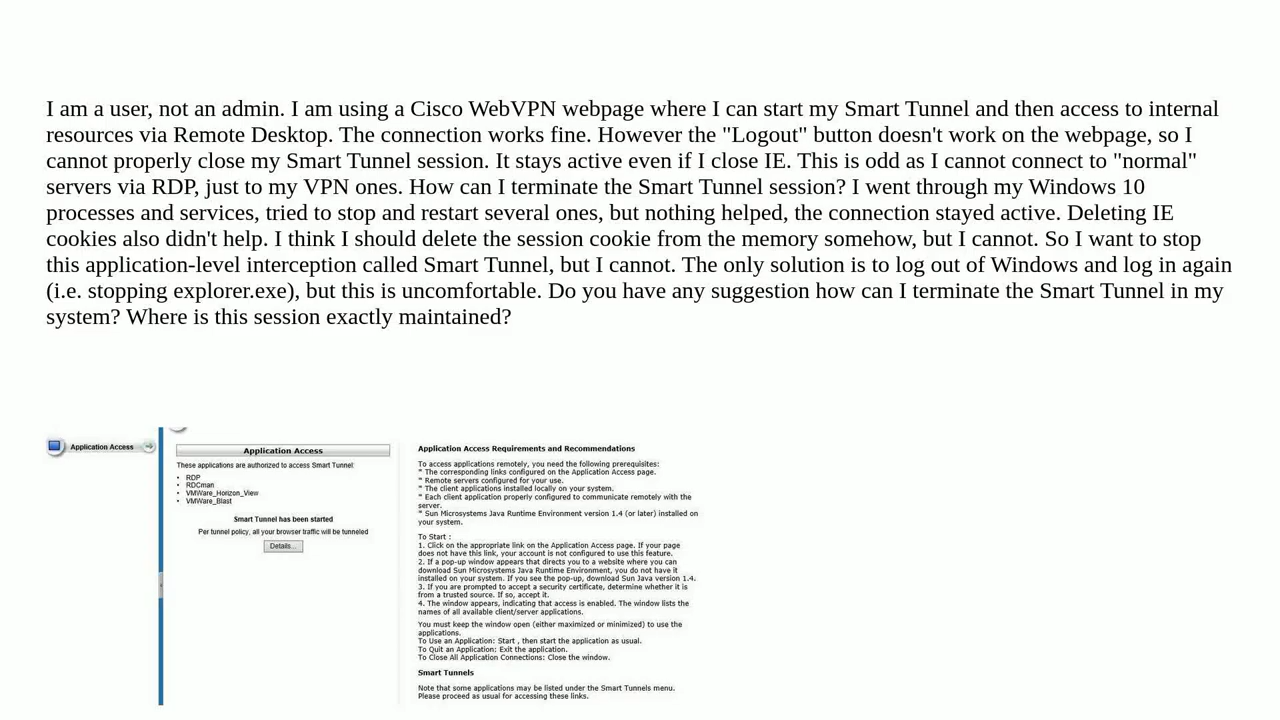 I am a user, not an admin. I am using a Cisco WebVPN webpage where I can start my Smart Tunnel and then access to internal
resources via Remote Desktop. The connection works fine. However the "Logout" button doesn't work on the webpage, so I
cannot properly close my Smart Tunnel session. It stays active even if I close IE. This is odd as I cannot connect to "normal"
servers via RDP, just to my VPN ones. How can I terminate the Smart Tunnel session? I went through my Windows 10
processes and services, tried to stop and restart several ones, but nothing helped, the connection stayed active. Deleting IE
cookies also didn't help. I think I should delete the session cookie from the memory somehow, but I cannot. So I want to stop
this application-level interception called Smart Tunnel, but I cannot. The only solution is to log out of Windows and log in again
(i.e. stopping explorer.exe), but this is uncomfortable. Do you have any suggestion how can I terminate the Smart Tunnel in my
system? Where is this session exactly maintained?
Application Access
Application Access
These applications are authorized to access Smart Tunnel:
• RDP
• RDCman
• VMWare_Horizon_View
• VMWare_Blast
Smart Tunnel has been started
Per tunnel policy, all your browser traffic will be tunneled
Details...
Application Access Requirements and Recommendations
To access applications remotely, you need the following prerequisites:
* The corresponding links configured on the Application Access page.
* Remote servers configured for your use.
* The client applications installed locally on your system.
* Each client application properly configured to communicate remotely with the
server.
* Sun Microsystems Java Runtime Environment version 1.4 (or later) installed on
your system.
To Start :
1. Click on the appropriate link on the Application Access page. If your page
does not have this link, your account is not configured to use this feature.
2. If a pop-up window appears that directs you to a website where you can
download Sun Microsystems Java Runtime Environment, you do not have it
installed on your system. If you see the pop-up, download Sun Java version 1.4.
3. If you are prompted to accept a security certificate, determine whether it is
from a trusted source. If so, accept it.
4. The window appears, indicating that access is enabled. The window lists the
names of all available client/server applications.
You must keep the window open (either maximized or minimized) to use the
applications.
To Use an Application: Start , then start the application as usual.
To Quit an Application: Exit the application.
To Close All Application Connections: Close the window.
Smart Tunnels
Note that some applications may be listed under the Smart Tunnels menu.
Please proceed as usual for accessing these links.